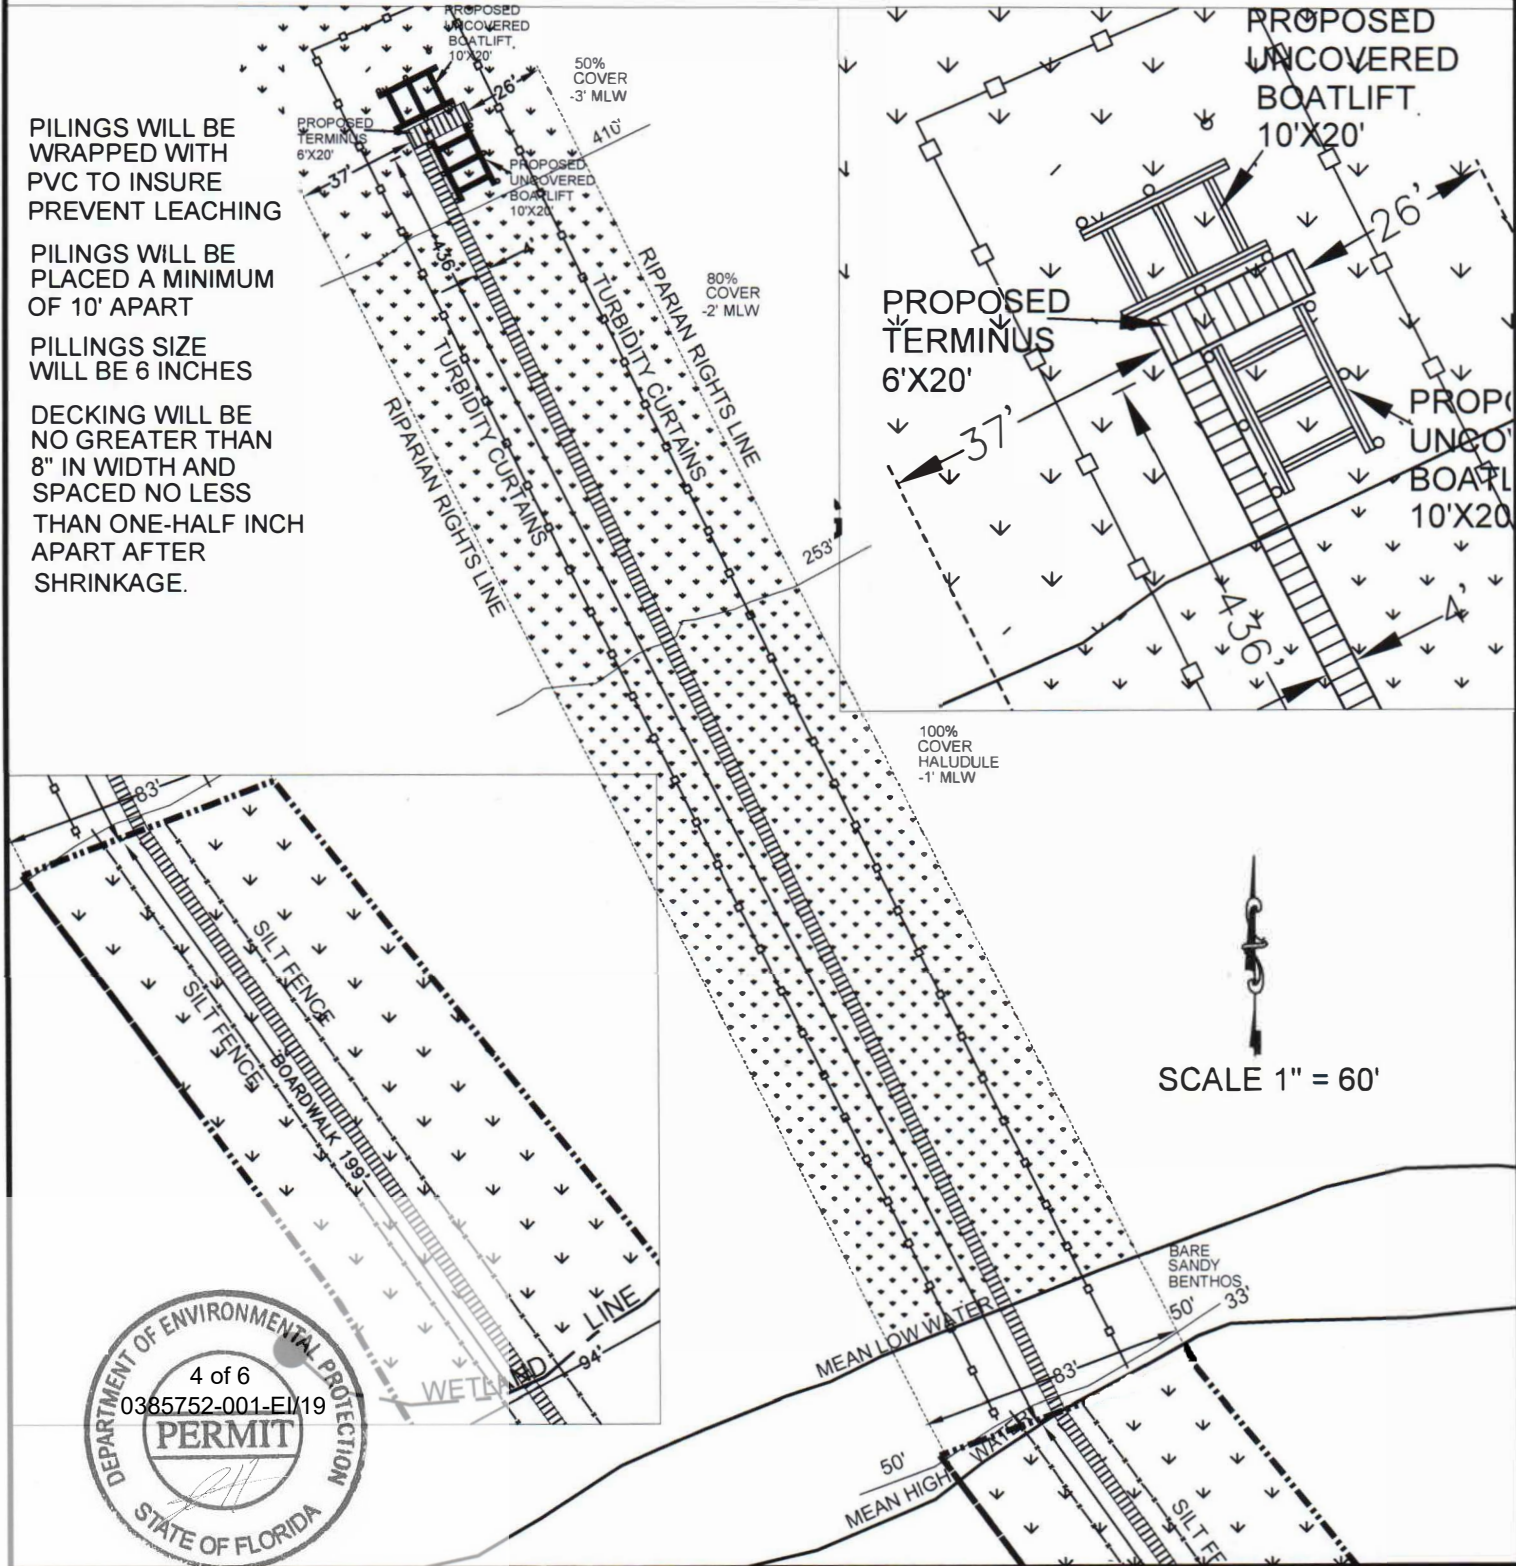 PILINGS WILL BE
WRAPPED WITH
PVC TO INSURE
PREVENT LEACHING
PILINGS WILL BE
PLACED A MINIMUM
OF 10' APART
PILLINGS SIZE
WILL BE 6 INCHES
DECKING WILL BE
NO GREATER THAN
8" IN WIDTH AND
SPACED NO LESS
THAN ONE-HALF INCH
APART AFTER
SHRINKAGE.
PROPOSED
UNCOVERED
BOATLIFT
10'X20'
50%
COVER
-3' MLW
26'
410'
PROPOSED
TERMINUS
6'X20'
37'
PROPOSED
UNCOVERED
BOATLIFT
10'X20'
436'
4'
80%
COVER
-2' MLW
RIPARIAN RIGHTS LINE
TURBIDITY CURTAINS
TURBIDITY CURTAINS
RIPARIAN RIGHTS LINE
253'
PROPOSED
UNCOVERED
BOATLIFT
10'X20'
26'
PROPOSED
TERMINUS
6'X20'
37'
PROP
UNCO
BOATL
10'X20
436'
4'
100%
COVER
HALUDULE
-1' MLW
83'
SILT FENCE
SILT FENCE
BOARDWALK 199'
WETLAND LINE
94'
SCALE 1" = 60'
BARE
SANDY
BENTHOS
50' 33'
MEAN LOW WATER
83'
50'
MEAN HIGH WATER
SILT FE
DEPARTMENT OF ENVIRONMENTAL PROTECTION
4 of 6
0385752-001-EI/19
PERMIT
STATE OF FLORIDA